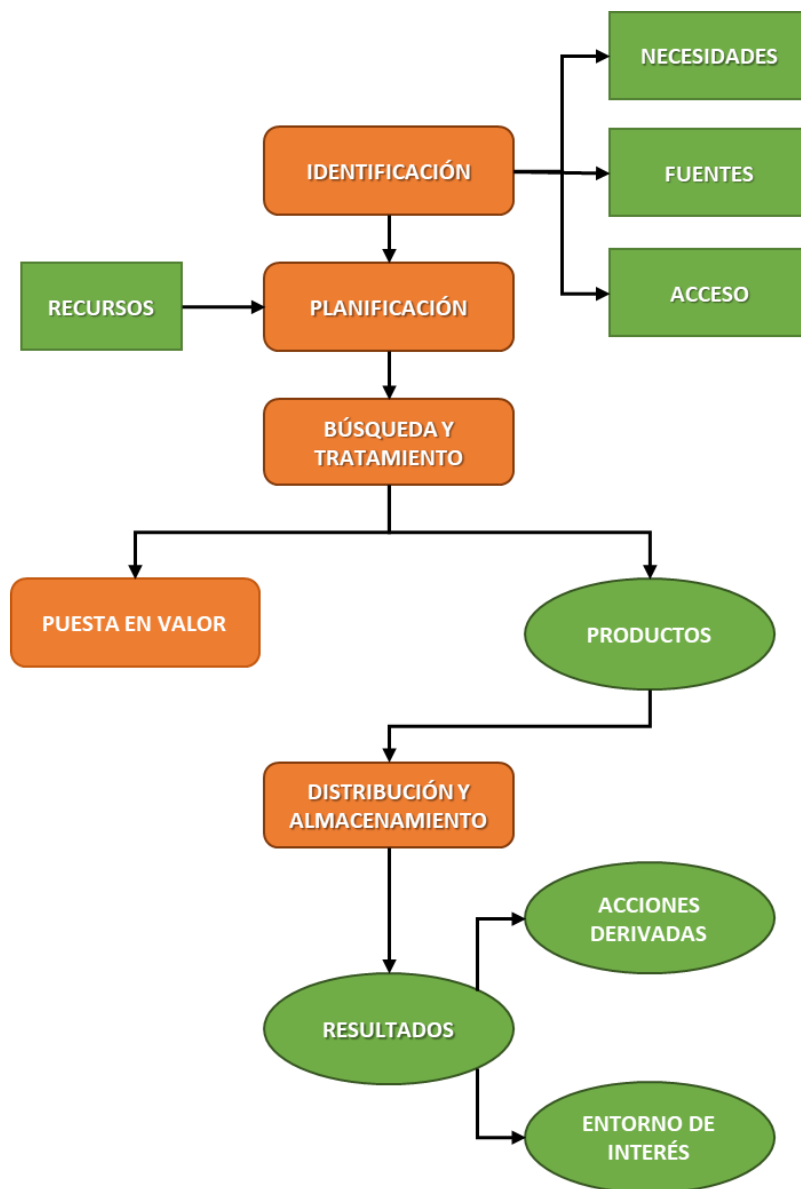 NECESIDADES
IDENTIFICACIÓN
FUENTES
ACCESO
RECURSOS
PLANIFICACIÓN
BÚSQUEDA Y
TRATAMIENTO
PUESTA EN VALOR
PRODUCTOS
DISTRIBUCIÓN Y
ALMACENAMIENTO
ACCIONES
DERIVADAS
RESULTADOS
ENTORNO DE
INTERÉS